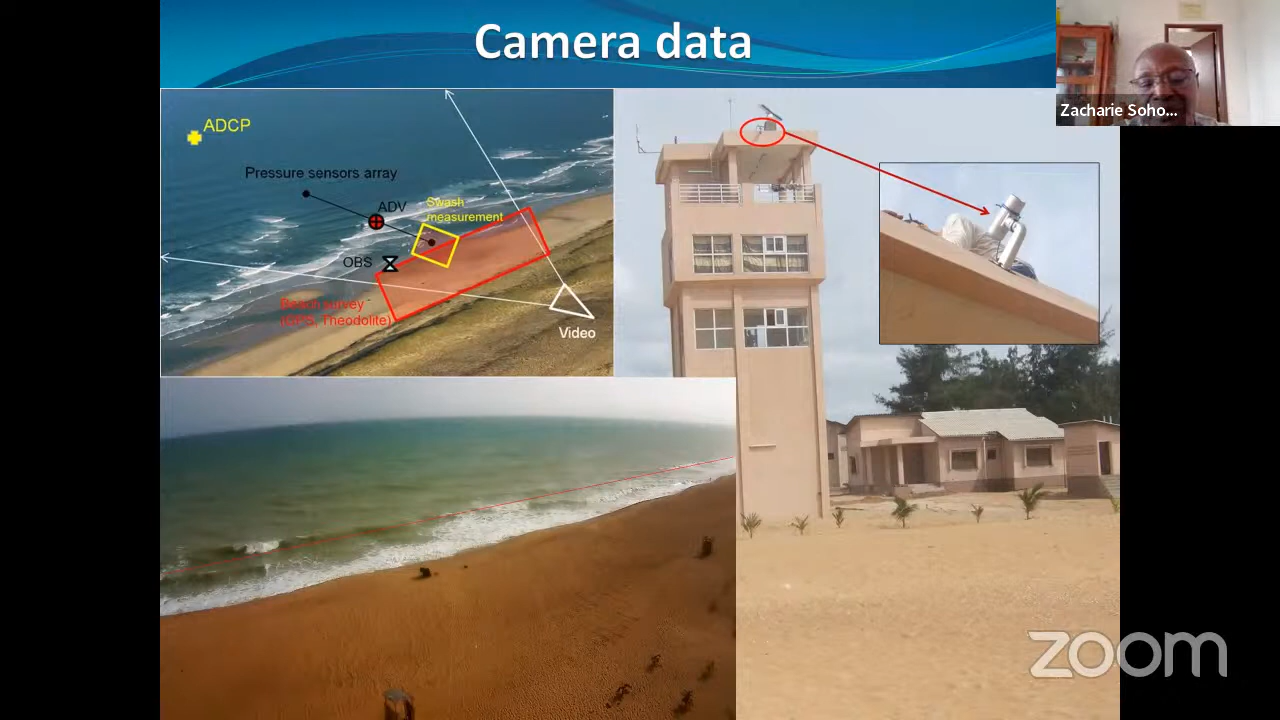 Camera data
Zacharie Soho...
ADCP
Pressure sensors array
ADV
Swash
measurement
OBS
Beach survey
(GPS, Theodolite)
Video
zoom